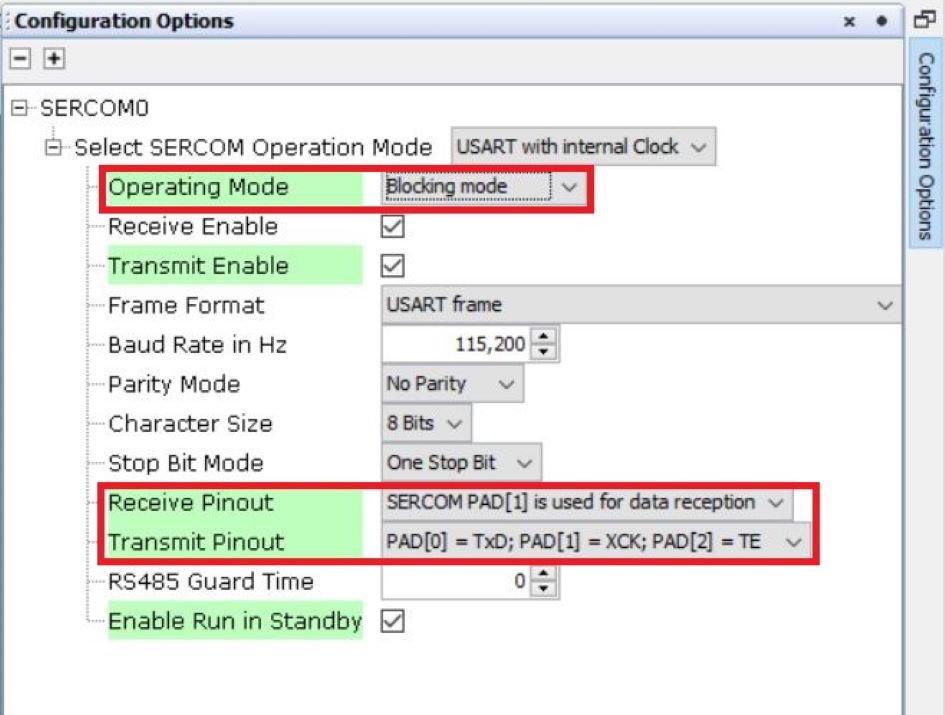 Configuration Options
SERCOM0
Select SERCOM Operation Mode USART with internal Clock
Operating Mode Blocking mode
Receive Enable
Transmit Enable
Frame Format USART frame
Baud Rate in Hz 115,200
Parity Mode No Parity
Character Size 8 Bits
Stop Bit Mode One Stop Bit
Receive Pinout SERCOM PAD[1] is used for data reception
Transmit Pinout PAD[0] = TxD; PAD[1] = XCK; PAD[2] = TE
RS485 Guard Time 0
Enable Run in Standby
Configuration Options